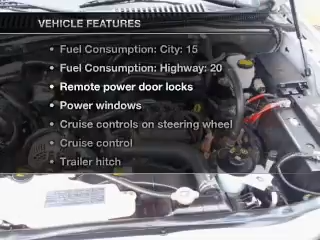 VEHICLE FEATURES
• Fuel Consumption: City: 15
• Fuel Consumption: Highway: 20
• Remote power door locks
• Power windows
• Cruise controls on steering wheel
• Cruise control
• Trailer hitch